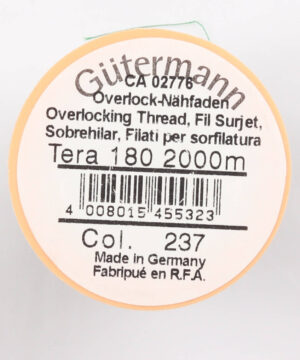 Gütermann
CA 02776
Overlock-Nähfaden
Overlocking Thread, Fil Surjet,
Sobrehilar, Filati per sorfilatura
Tera 180 2000m
4 008015 455323
Col. 237
Made in Germany
Fabriqué en R.F.A.